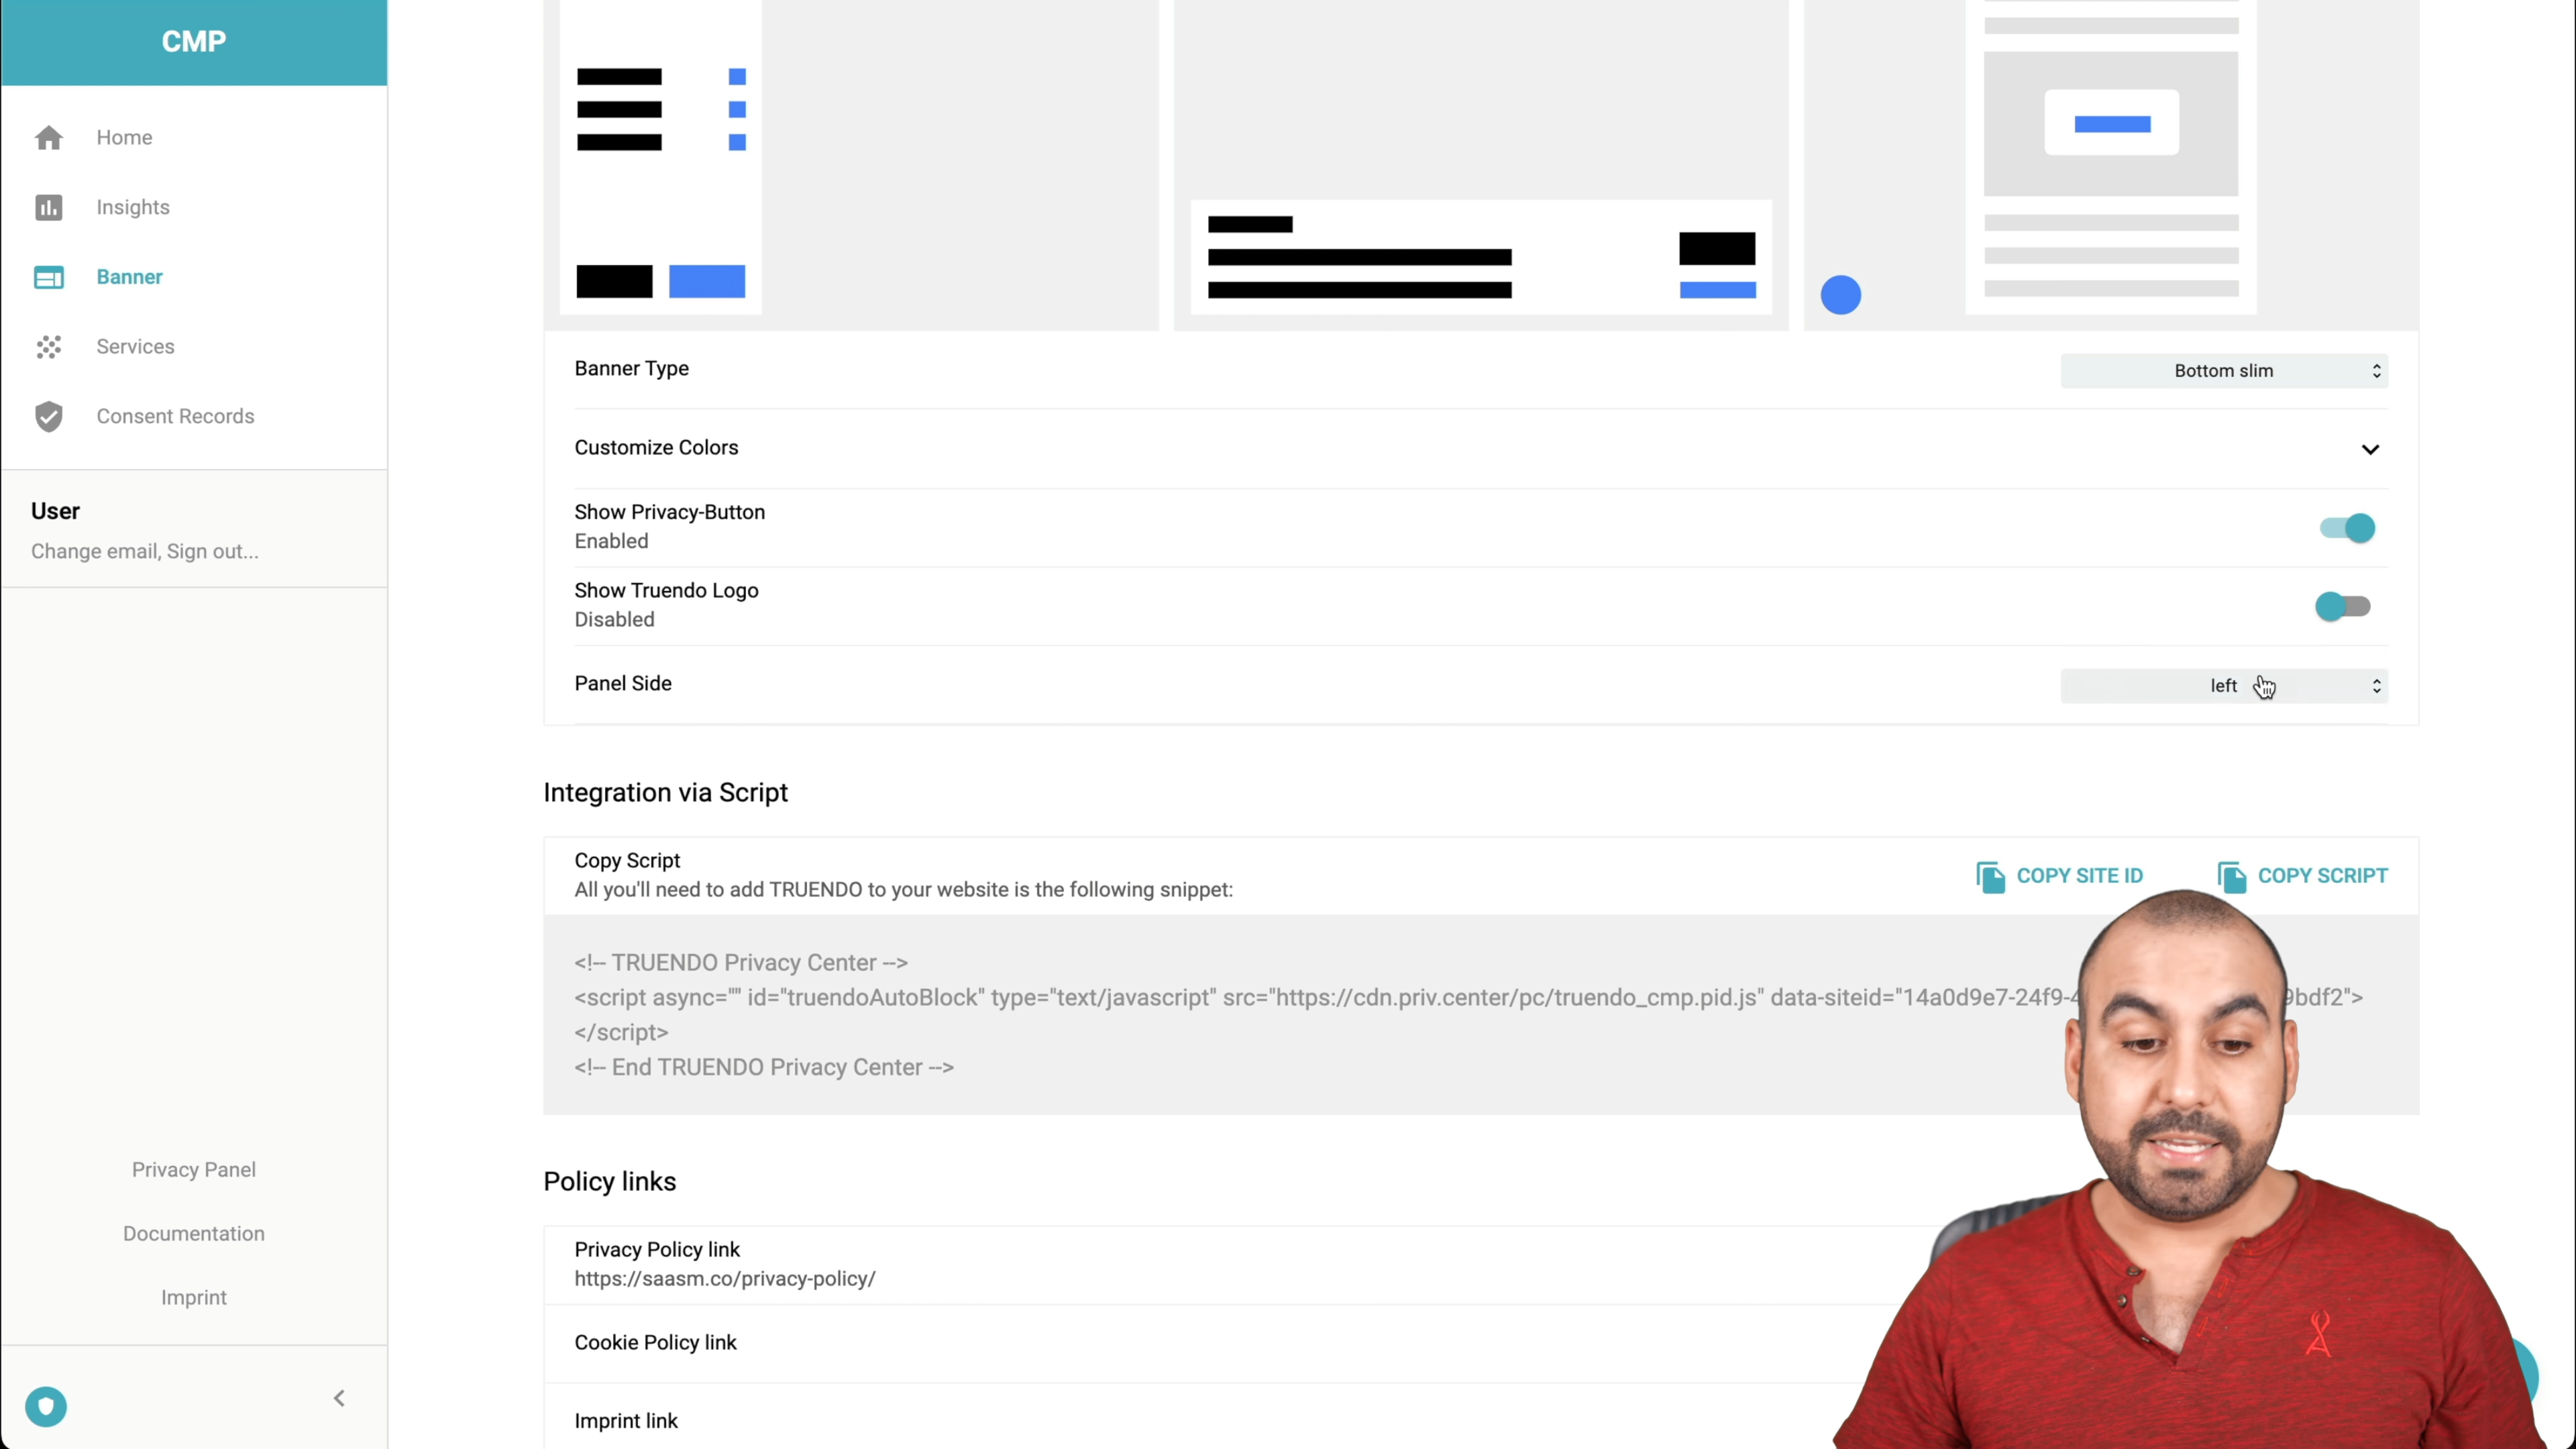 CMP
Home
Insights
Banner
Services
Consent Records
User
Change email, Sign out...
Privacy Panel
Documentation
Imprint
Banner Type
Bottom slim
Customize Colors
Show Privacy-Button
Enabled
Show Truendo Logo
Disabled
Panel Side
left
Integration via Script
Copy Script
All you'll need to add TRUENDO to your website is the following snippet:
COPY SITE ID
COPY SCRIPT
<!-- TRUENDO Privacy Center -->
<script async="" id="truendoAutoBlock" type="text/javascript" src="https://cdn.priv.center/pc/truendo_cmp.pid.js" data-siteid="14a0d9e7-24f9- 9bdf2">
</script>
<!-- End TRUENDO Privacy Center -->
Policy links
Privacy Policy link
https://saasm.co/privacy-policy/
Cookie Policy link
Imprint link